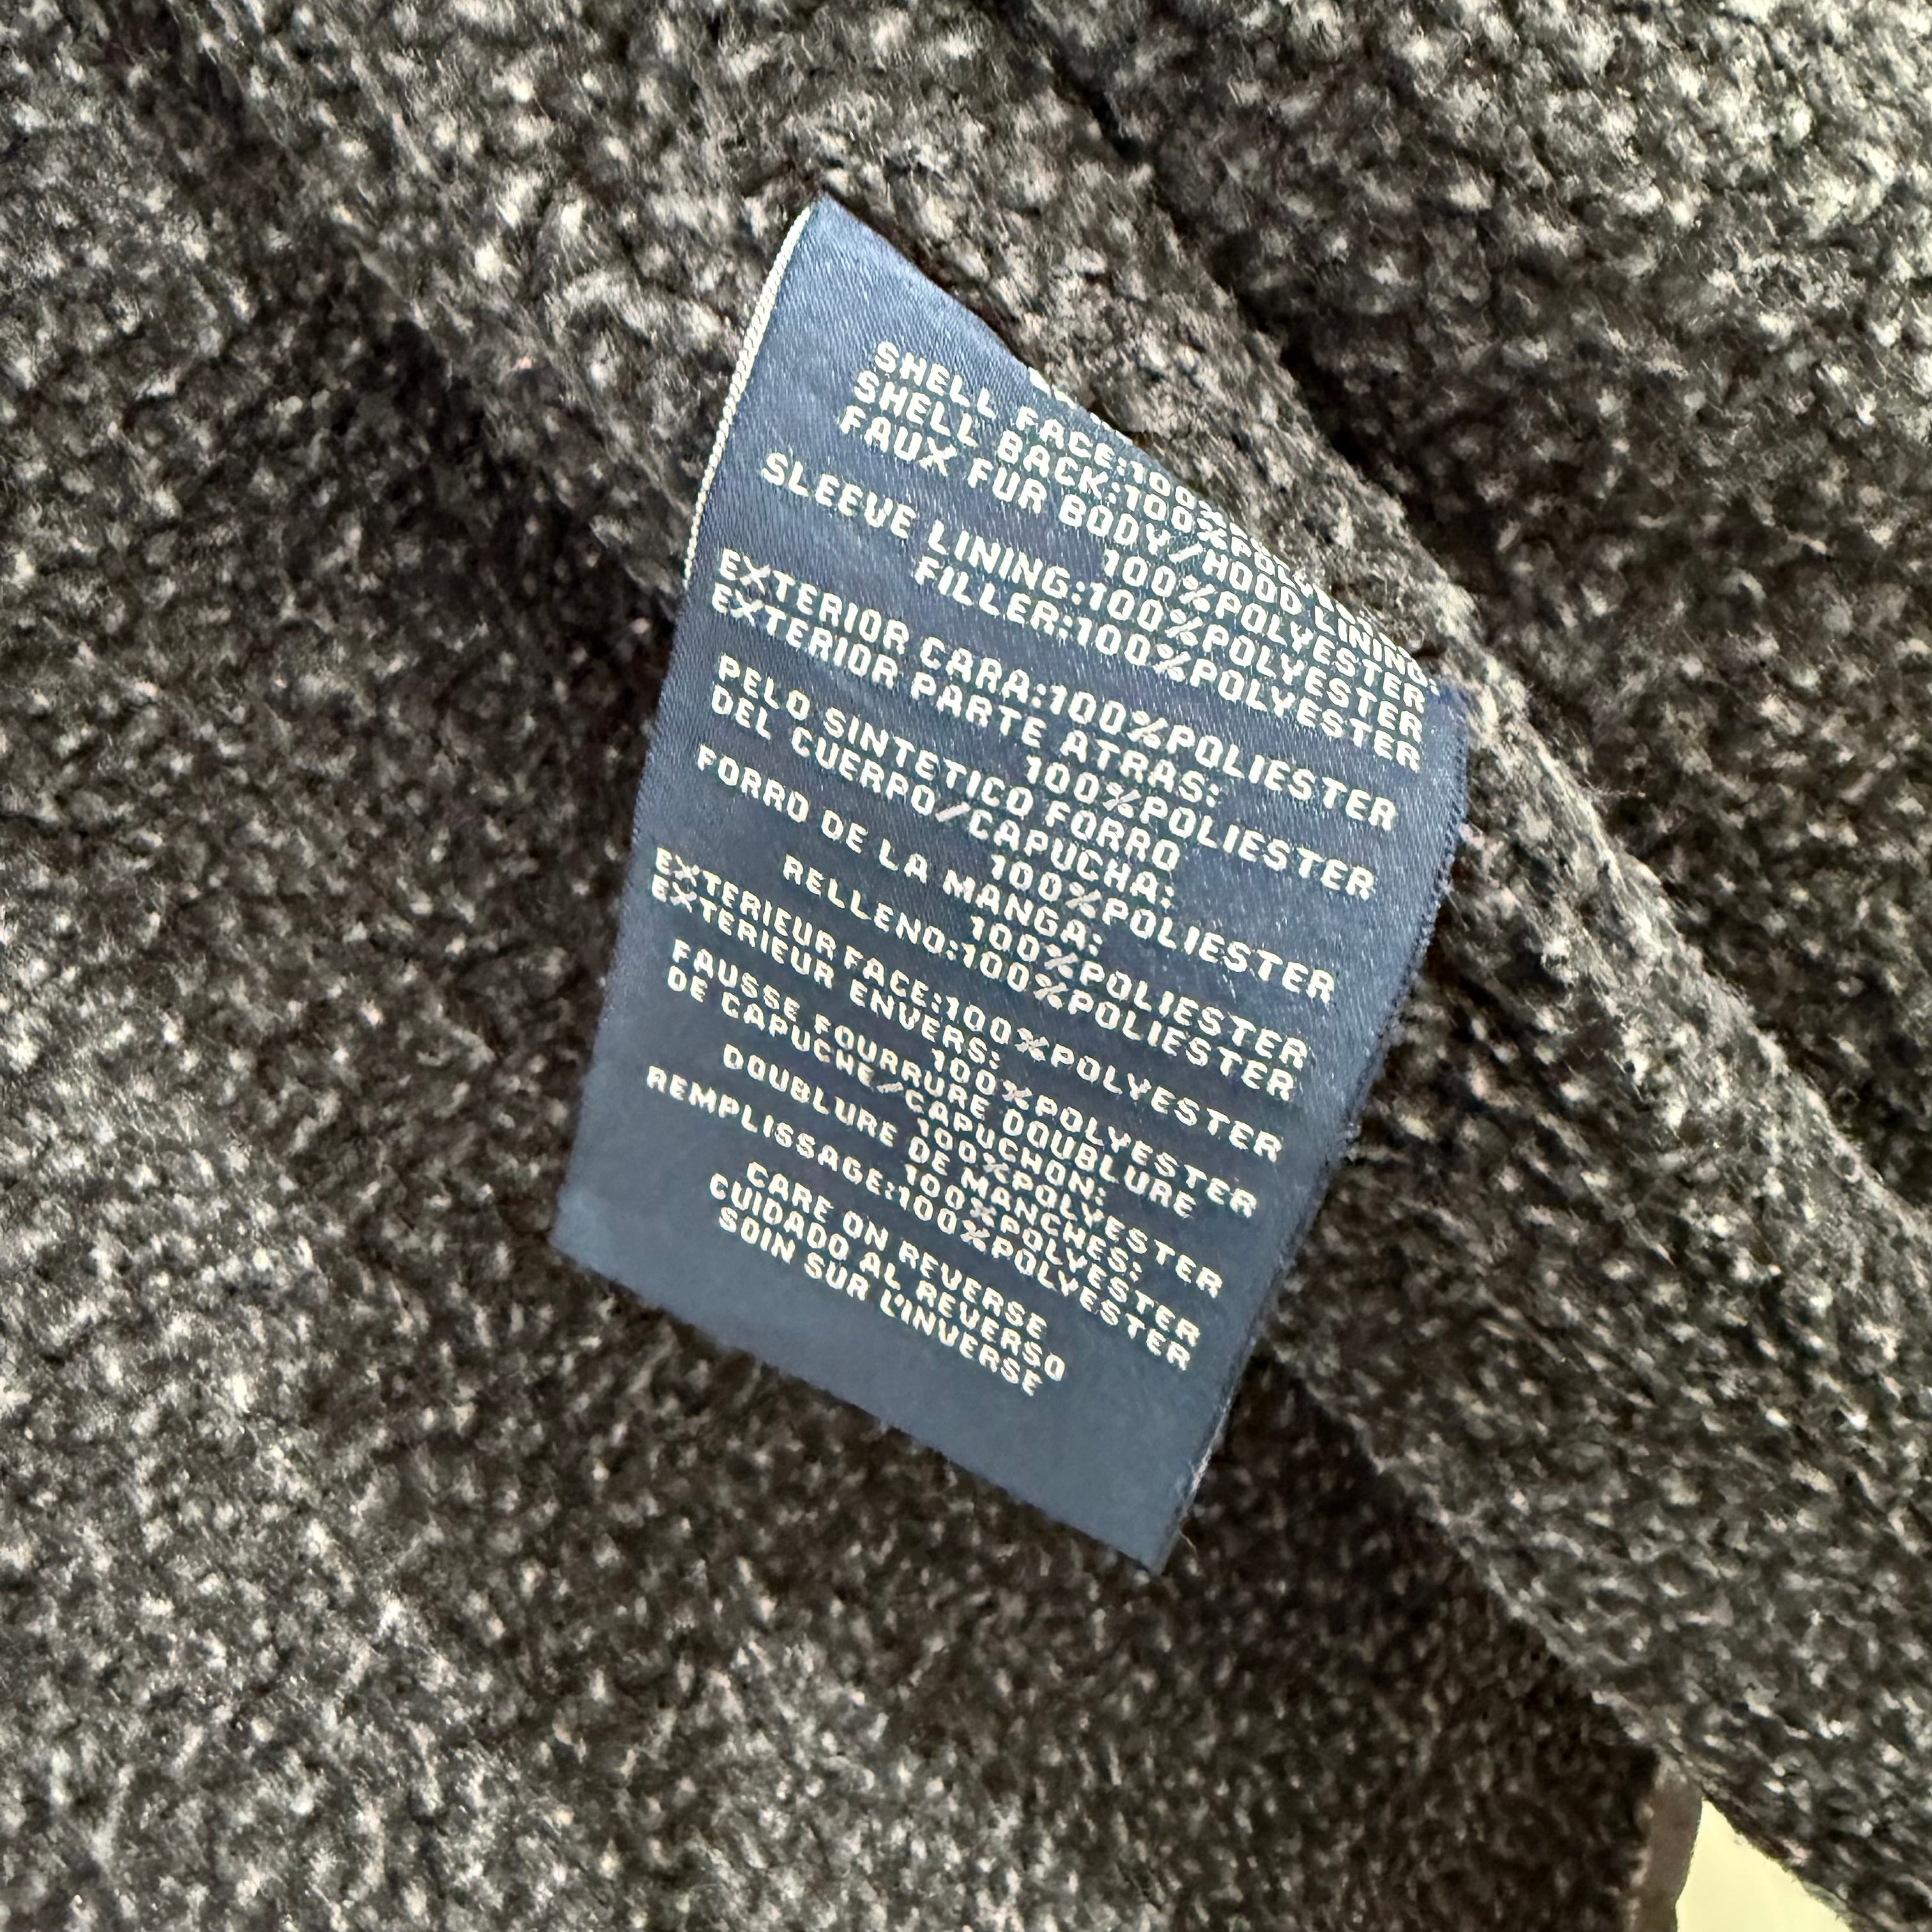 SHELL FACE:100%POLYESTER
SHELL BACK:100%POLYESTER
FAUX FUR BODY/HOOD LINING:
100%POLYESTER
SLEEVE LINING:100%POLYESTER
FILLER:100%POLYESTER
EXTERIOR CARA:100%POLIESTER
EXTERIOR PARTE ATRAS:
100%POLIESTER
PELO SINTETICO FORRO
DEL CUERPO/CAPUCHA:
100%POLIESTER
FORRO DE LA MANGA:
100%POLIESTER
RELLENO:100%POLIESTER
EXTERIEUR FACE:100%POLYESTER
EXTERIEUR ENVERS:
100%POLYESTER
FAUSSE FOURRURE DOUBLURE
DE CAPUCHE/CAPUCHON:
100%POLYESTER
DOUBLURE DE MANCHES:
100%POLYESTER
REMPLISSAGE:100%POLYESTER
CARE ON REVERSE
CUIDADO AL REVERSO
SOIN SUR L'INVERSE